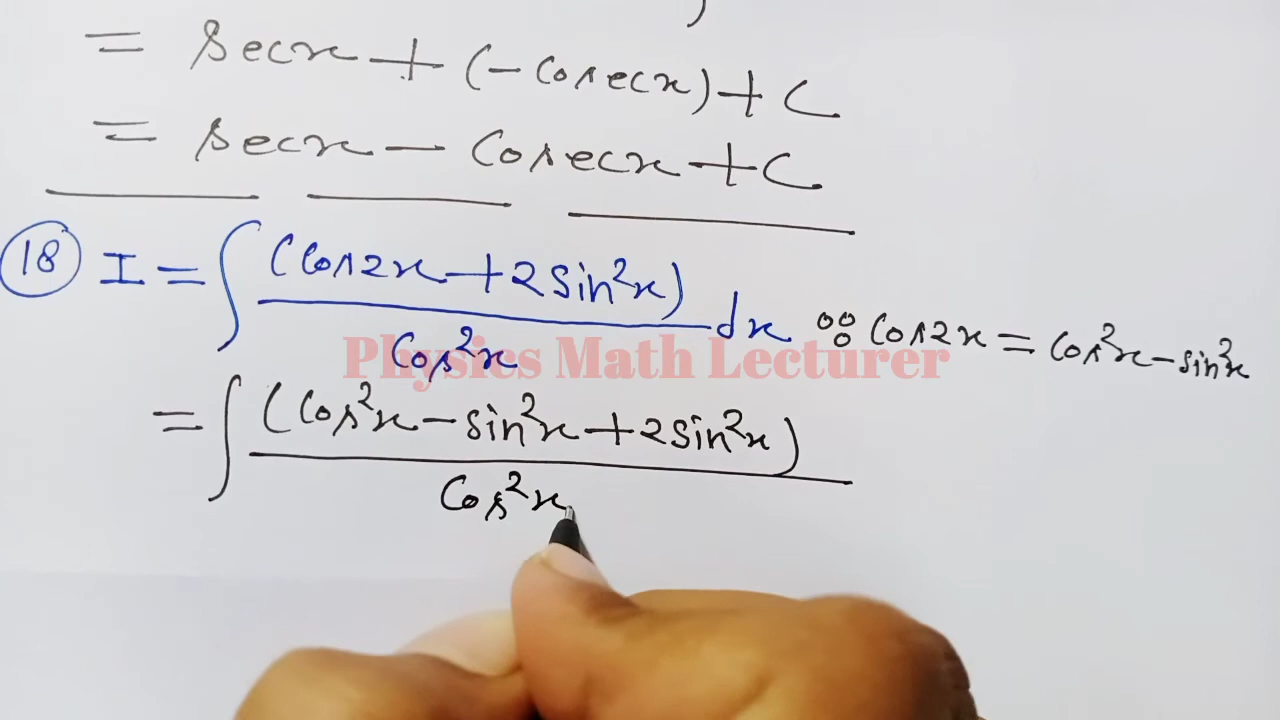 = secx + (-cosecx) + C
= secx - cosecx + C
18 I = ∫ (cos2x + 2sin²x) / cos²x dx ∵ cos2x = cos²x - sin²x
Physics Math Lecturer
= ∫ (cos²x - sin²x + 2sin²x) / cos²x